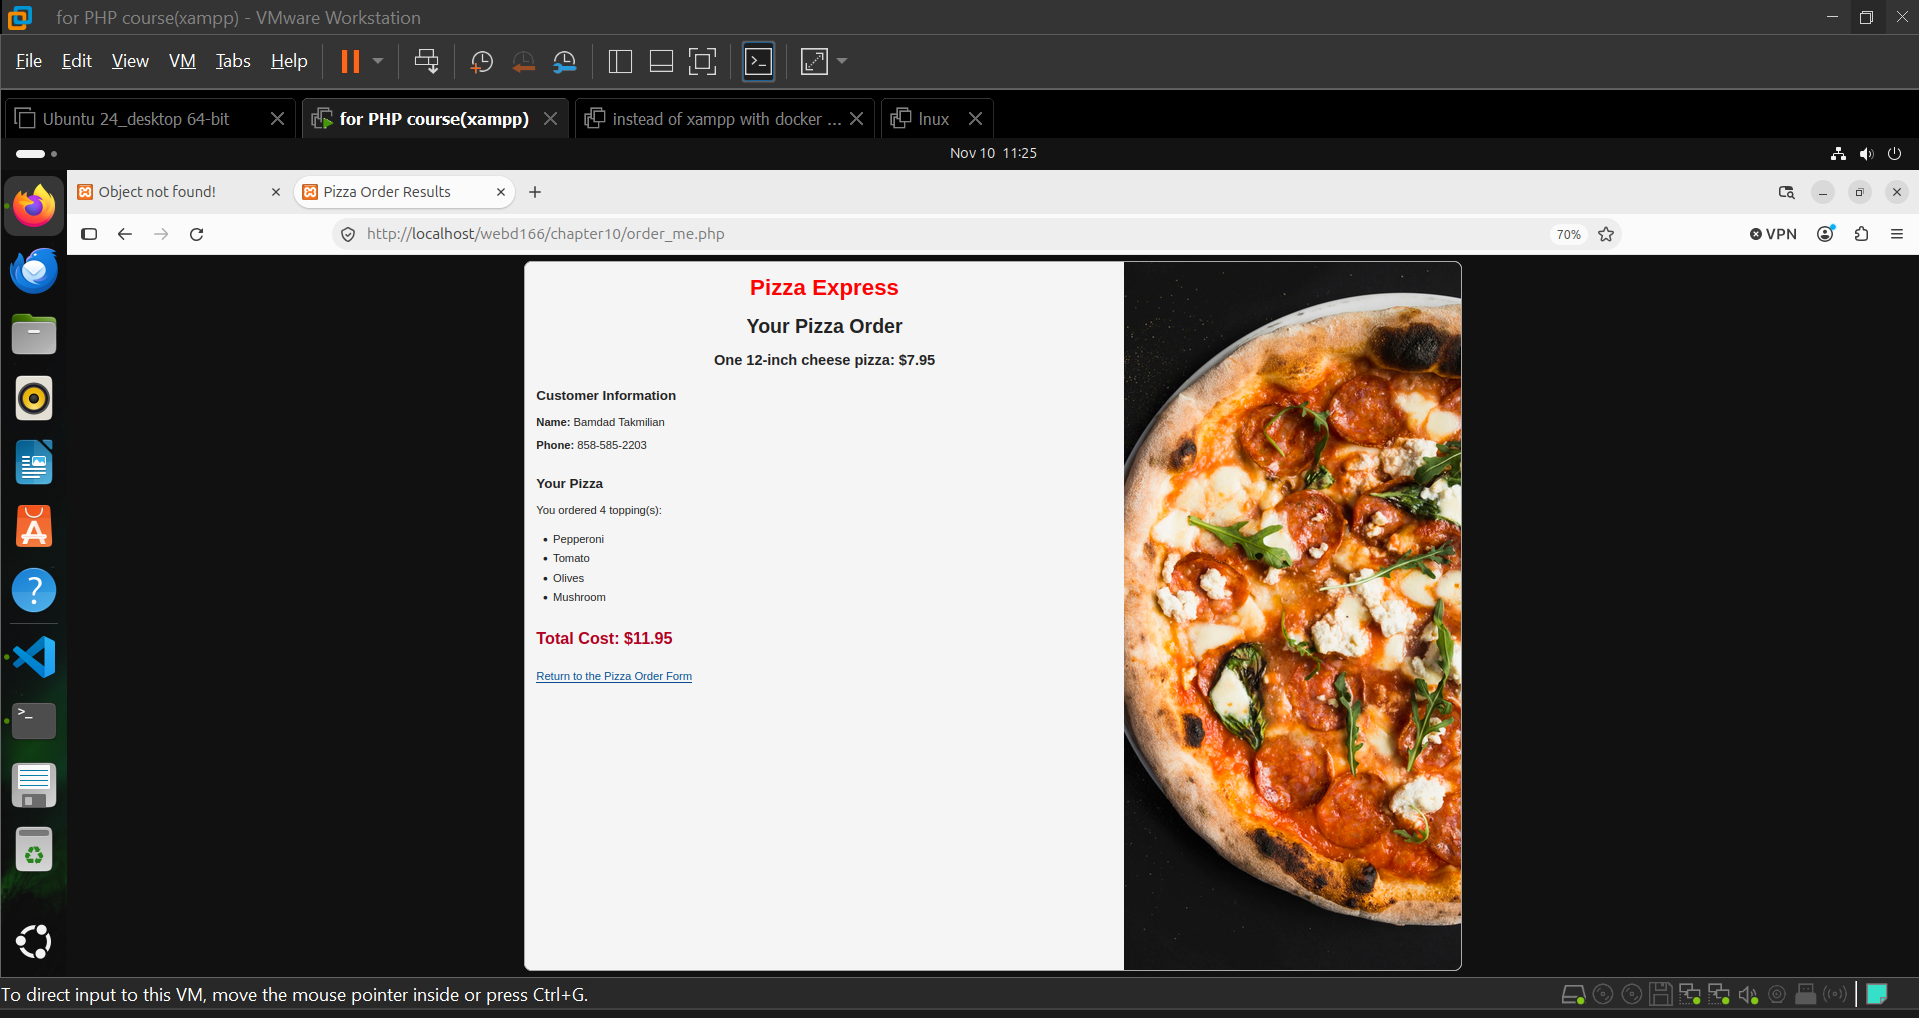 for PHP course(xampp) - VMware Workstation
File Edit View VM Tabs Help
Ubuntu 24_desktop 64-bit
for PHP course(xampp)
instead of xampp with docker ...
lnux
Nov 10 11:25
Object not found!
Pizza Order Results
http://localhost/webd166/chapter10/order_me.php
70%
VPN
Pizza Express
Your Pizza Order
One 12-inch cheese pizza: $7.95
Customer Information
Name: Bamdad Takmilian
Phone: 858-585-2203
Your Pizza
You ordered 4 topping(s):
• Pepperoni
• Tomato
• Olives
• Mushroom
Total Cost: $11.95
Return to the Pizza Order Form
To direct input to this VM, move the mouse pointer inside or press Ctrl+G.